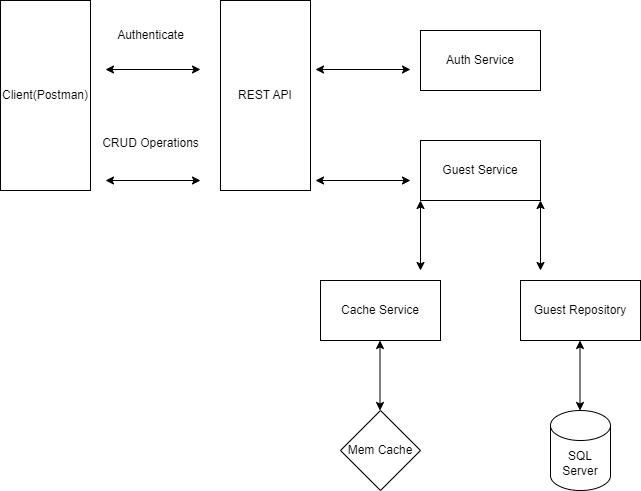 Authenticate
Client(Postman)
REST API
Auth Service
CRUD Operations
Guest Service
Cache Service
Guest Repository
Mem Cache
SQL
Server